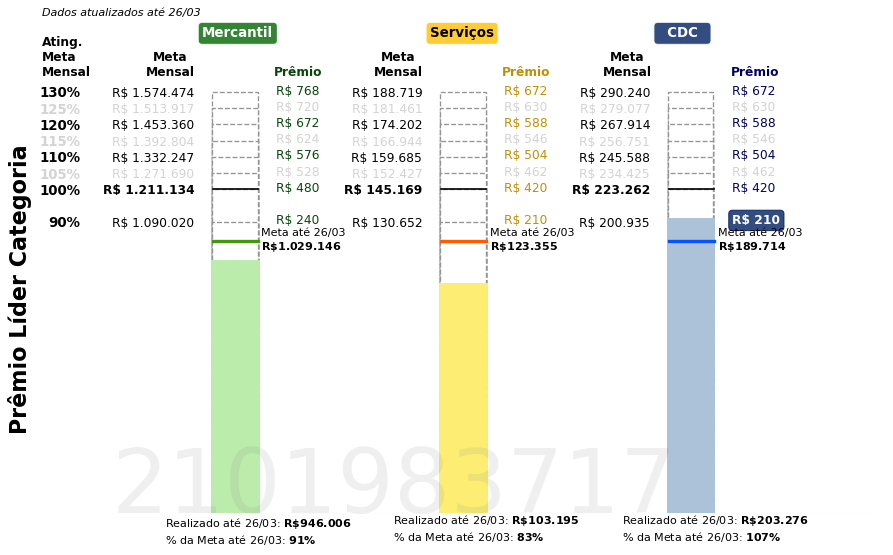 Dados atualizados até 26/03
Mercantil Serviços CDC
Ating. Meta Mensal Meta Mensal Prêmio Meta Mensal Prêmio Meta Mensal Prêmio
130% R$ 1.574.474 R$ 768 R$ 188.719 R$ 672 R$ 290.240 R$ 672
125% R$ 1.513.917 R$ 720 R$ 181.461 R$ 630 R$ 279.077 R$ 630
120% R$ 1.453.360 R$ 672 R$ 174.202 R$ 588 R$ 267.914 R$ 588
115% R$ 1.392.804 R$ 624 R$ 166.944 R$ 546 R$ 256.751 R$ 546
110% R$ 1.332.247 R$ 576 R$ 159.685 R$ 504 R$ 245.588 R$ 504
105% R$ 1.271.690 R$ 528 R$ 152.427 R$ 462 R$ 234.425 R$ 462
100% R$ 1.211.134 R$ 480 R$ 145.169 R$ 420 R$ 223.262 R$ 420
90% R$ 1.090.020 R$ 240 R$ 130.652 R$ 210 R$ 200.935 R$ 210
Meta até 26/03 Meta até 26/03 Meta até 26/03
R$1.029.146 R$123.355 R$189.714
Prêmio Líder Categoria
2101983717
Realizado até 26/03: R$946.006 Realizado até 26/03: R$103.195 Realizado até 26/03: R$203.276
% da Meta até 26/03: 91% % da Meta até 26/03: 83% % da Meta até 26/03: 107%